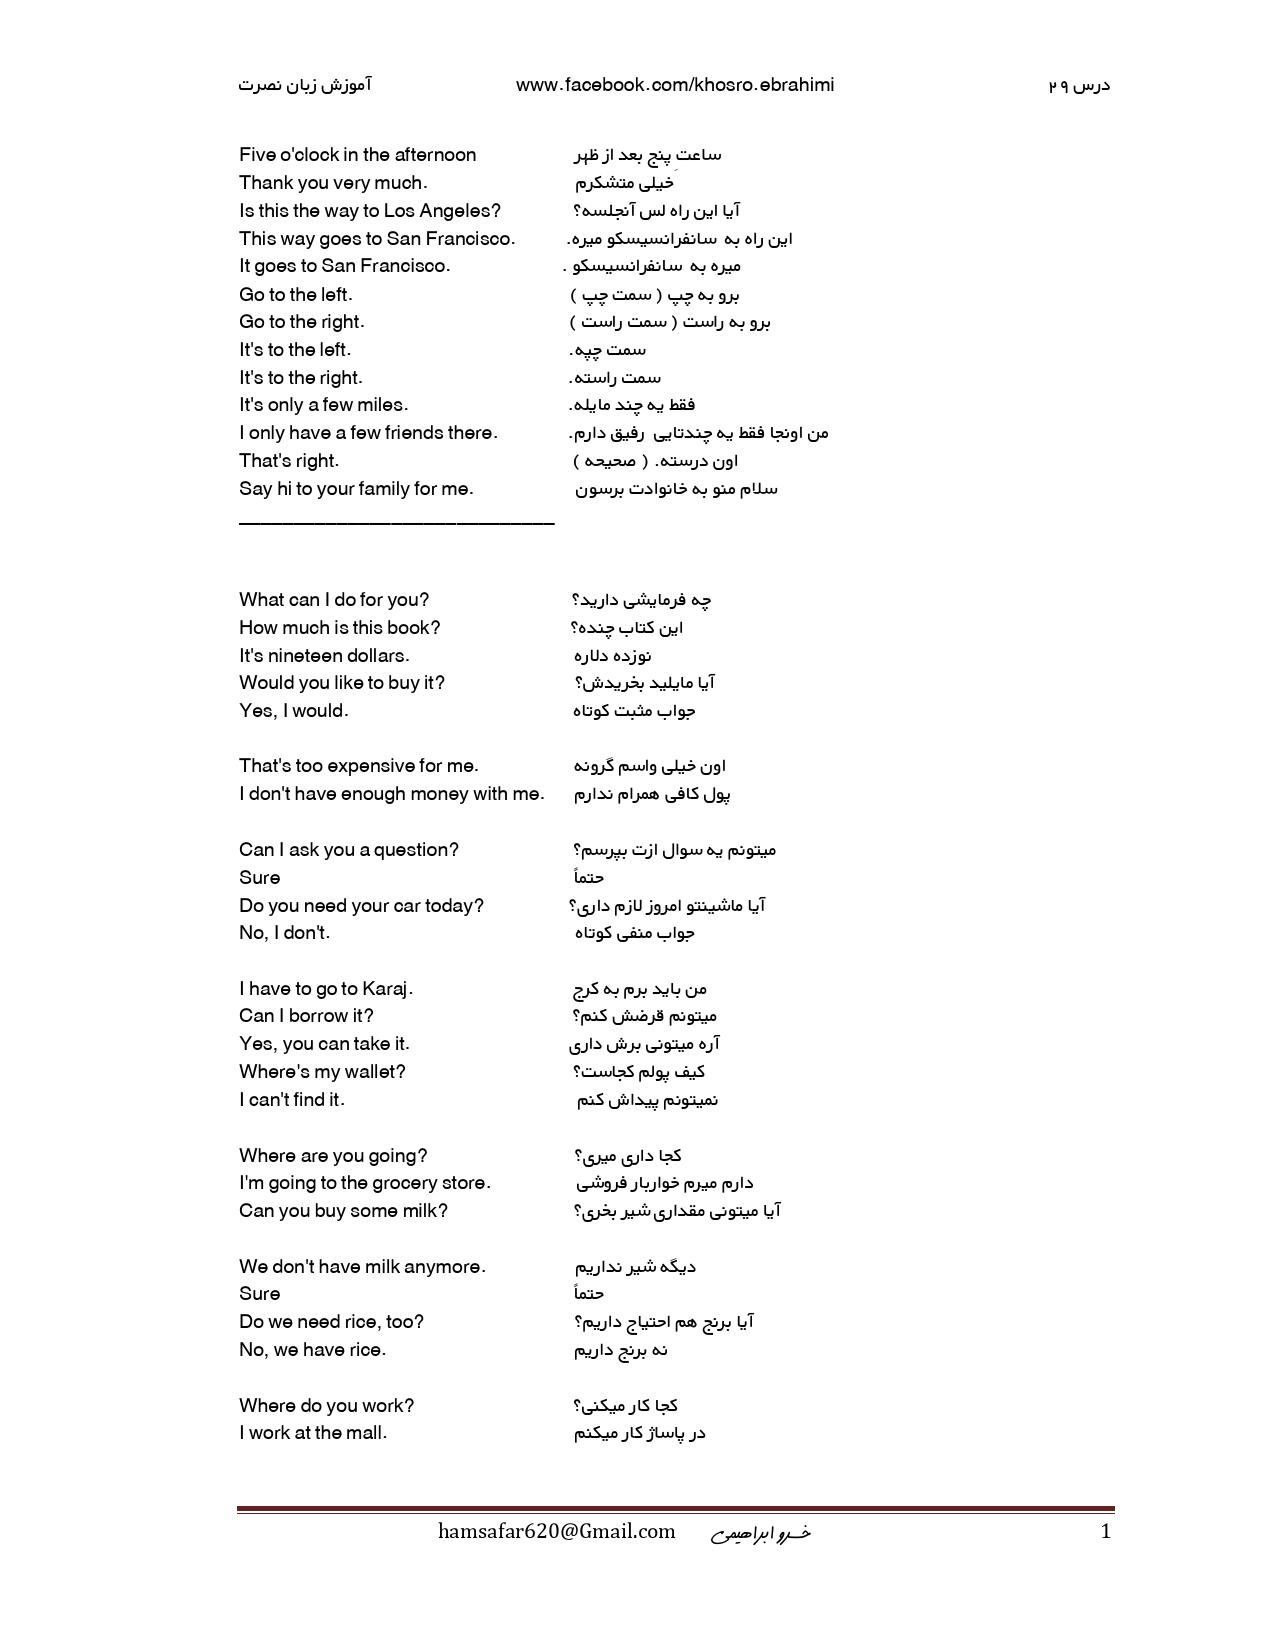 آموزش زبان نصرت www.facebook.com/khosro.ebrahimi درس ۲۹
Five o'clock in the afternoon ساعتِ پنج بعد از ظهر
Thank you very much. خیلی متشکرم
Is this the way to Los Angeles? آیا این راه لس آنجلسه؟
This way goes to San Francisco. این راه به سانفرانسیسکو میره.
It goes to San Francisco. میره به سانفرانسیسکو .
Go to the left. برو به چپ ( سمت چپ )
Go to the right. برو به راست ( سمت راست )
It's to the left. سمت چپه.
It's to the right. سمت راسته.
It's only a few miles. فقط یه چند مایله.
I only have a few friends there. من اونجا فقط یه چندتایی رفیق دارم.
That's right. اون درسته. ( صحیحه )
Say hi to your family for me. سلام منو به خانوادت برسون
______________________________
What can I do for you? چه فرمایشی دارید؟
How much is this book? این کتاب چنده؟
It's nineteen dollars. نوزده دلاره
Would you like to buy it? آیا مایلید بخریدش؟
Yes, I would. جواب مثبت کوتاه
That's too expensive for me. اون خیلی واسم گرونه
I don't have enough money with me. پول کافی همرام ندارم
Can I ask you a question? میتونم یه سوال ازت بپرسم؟
Sure حتماً
Do you need your car today? آیا ماشینتو امروز لازم داری؟
No, I don't. جواب منفی کوتاه
I have to go to Karaj. من باید برم به کرج
Can I borrow it? میتونم قرضش کنم؟
Yes, you can take it. آره میتونی برش داری
Where's my wallet? کیف پولم کجاست؟
I can't find it. نمیتونم پیداش کنم
Where are you going? کجا داری میری؟
I'm going to the grocery store. دارم میرم خواربار فروشی
Can you buy some milk? آیا میتونی مقداری شیر بخری؟
We don't have milk anymore. دیگه شیر نداریم
Sure حتماً
Do we need rice, too? آیا برنج هم احتیاج داریم؟
No, we have rice. نه برنج داریم
Where do you work? کجا کار میکنی؟
I work at the mall. در پاساژ کار میکنم
hamsafar620@Gmail.com خسرو ابراهیمی 1